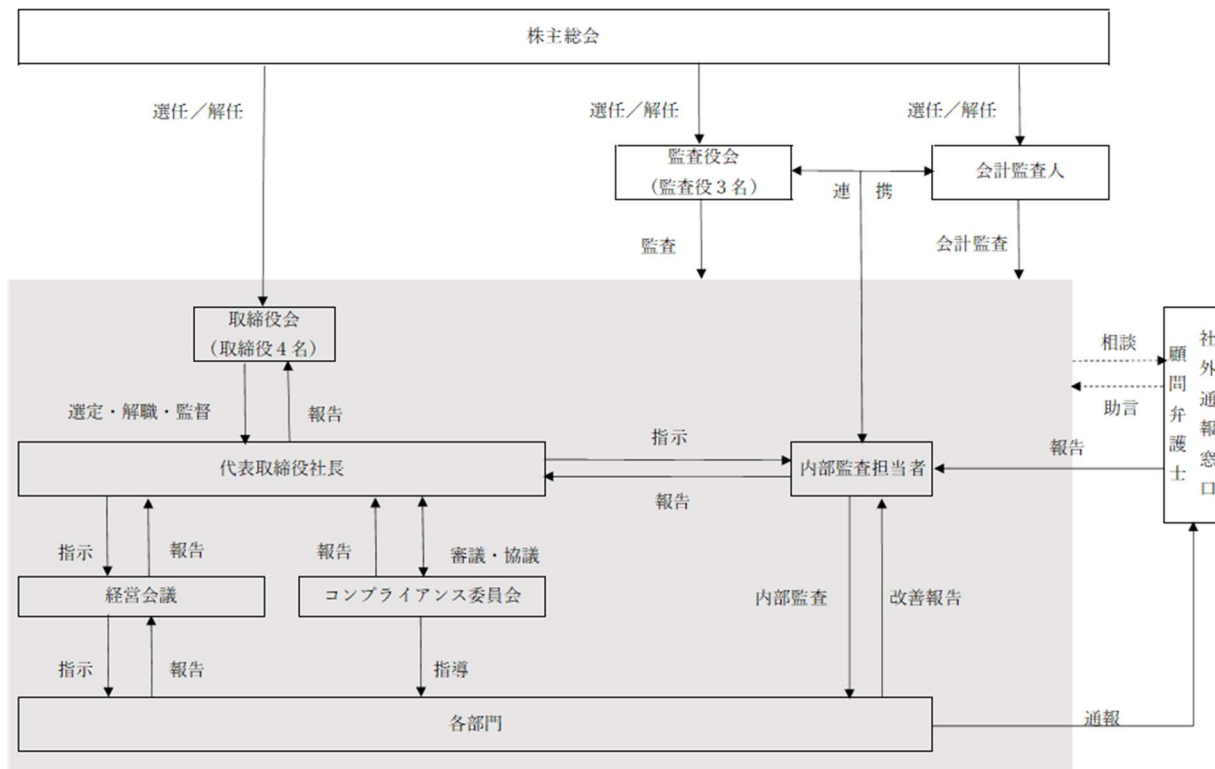 株主総会
選任／解任
選任／解任
選任／解任
監査役会
（監査役３名）
会計監査人
連　携
監査
会計監査
取締役会
（取締役４名）
相談
助言
顧問弁護士
社外通報窓口
選定・解職・監督
報告
指示
報告
代表取締役社長
内部監査担当者
報告
指示
報告
報告
審議・協議
経営会議
コンプライアンス委員会
内部監査
改善報告
指示
報告
指導
各部門
通報